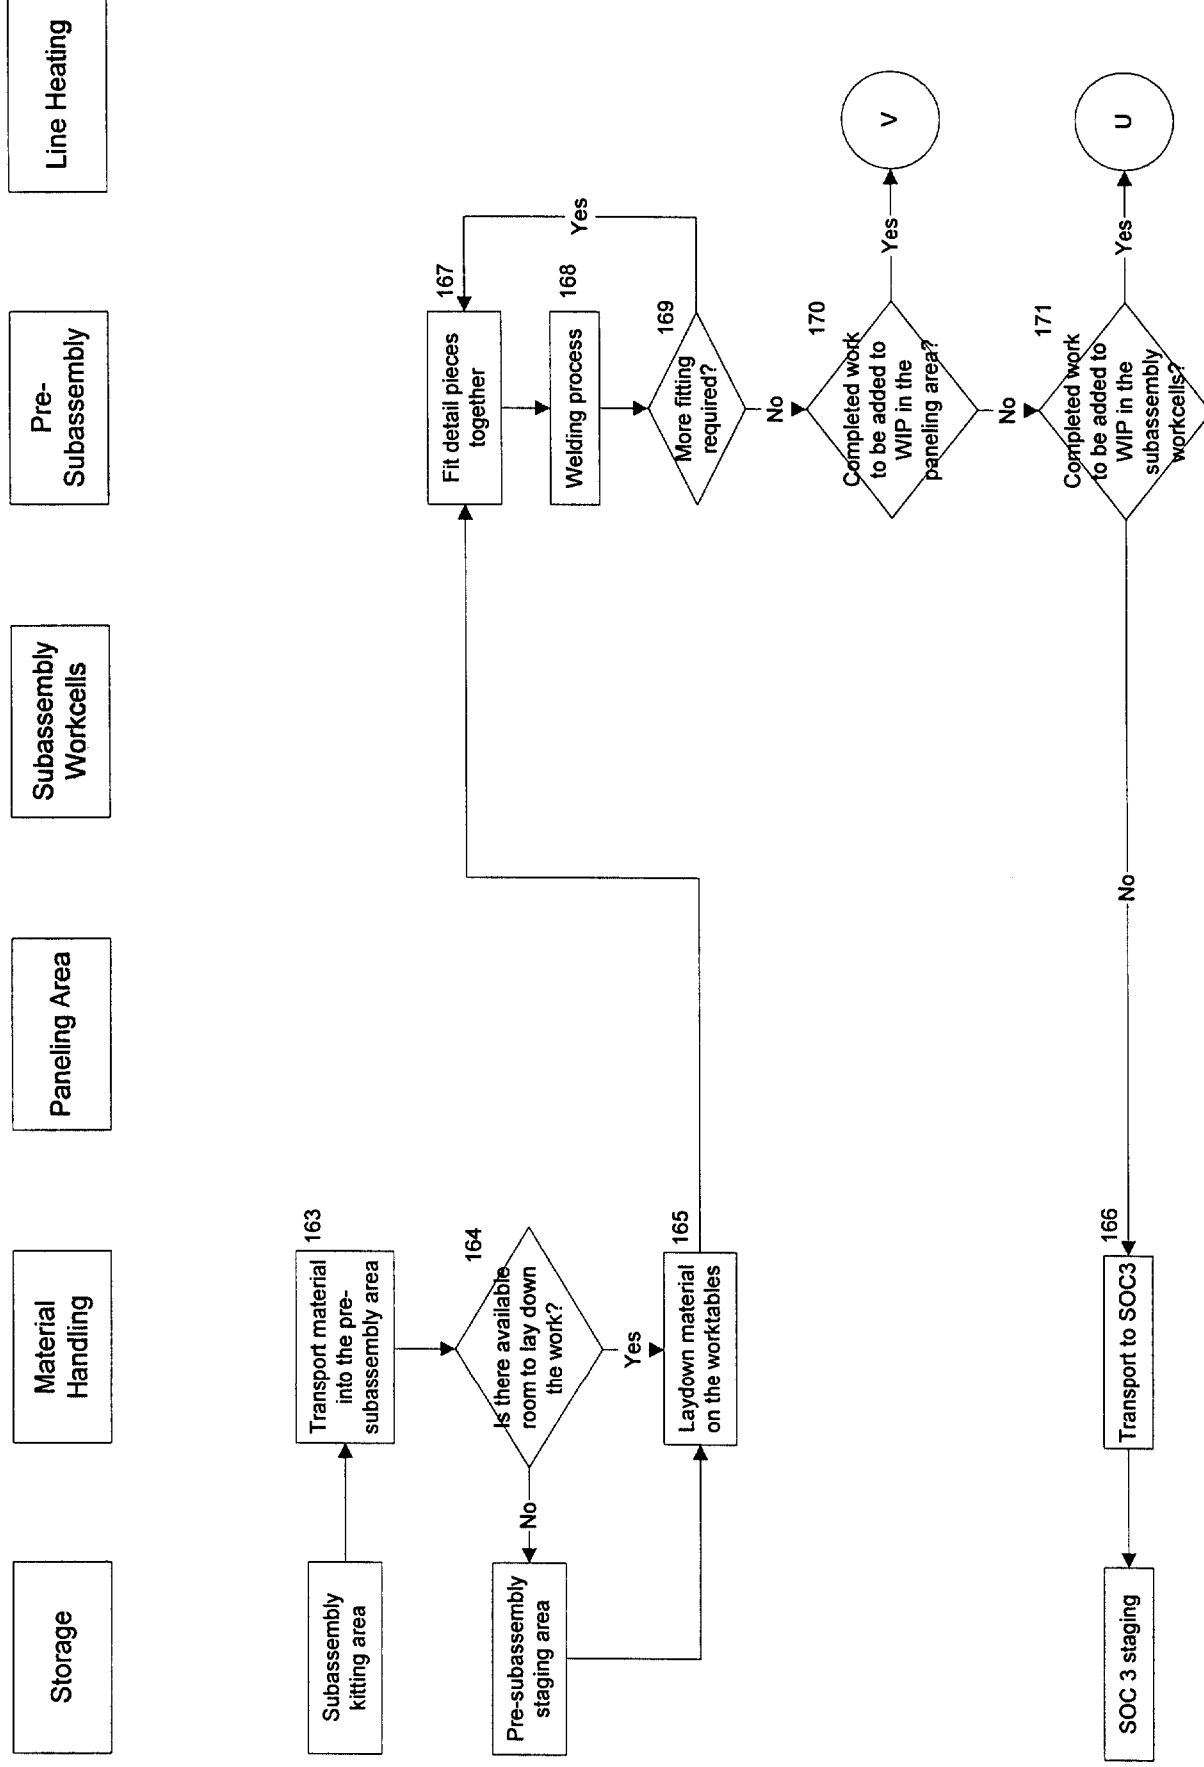 Storage
Material
Handling
Paneling Area
Subassembly
Workcells
Pre-
Subassembly
Line Heating
Subassembly
kitting area
163
Transport material
into the pre-
subassembly area
164
Is there available
room to lay down
the work?
No
Yes
Pre-subassembly
staging area
165
Laydown material
on the worktables
167
Fit detail pieces
together
168
Welding process
169
More fitting
required?
Yes
No
170
Completed work
to be added to
WIP in the
paneling area?
Yes
V
No
171
Completed work
to be added to
WIP in the
subassembly
workcells?
Yes
U
No
166
Transport to SOC3
SOC 3 staging